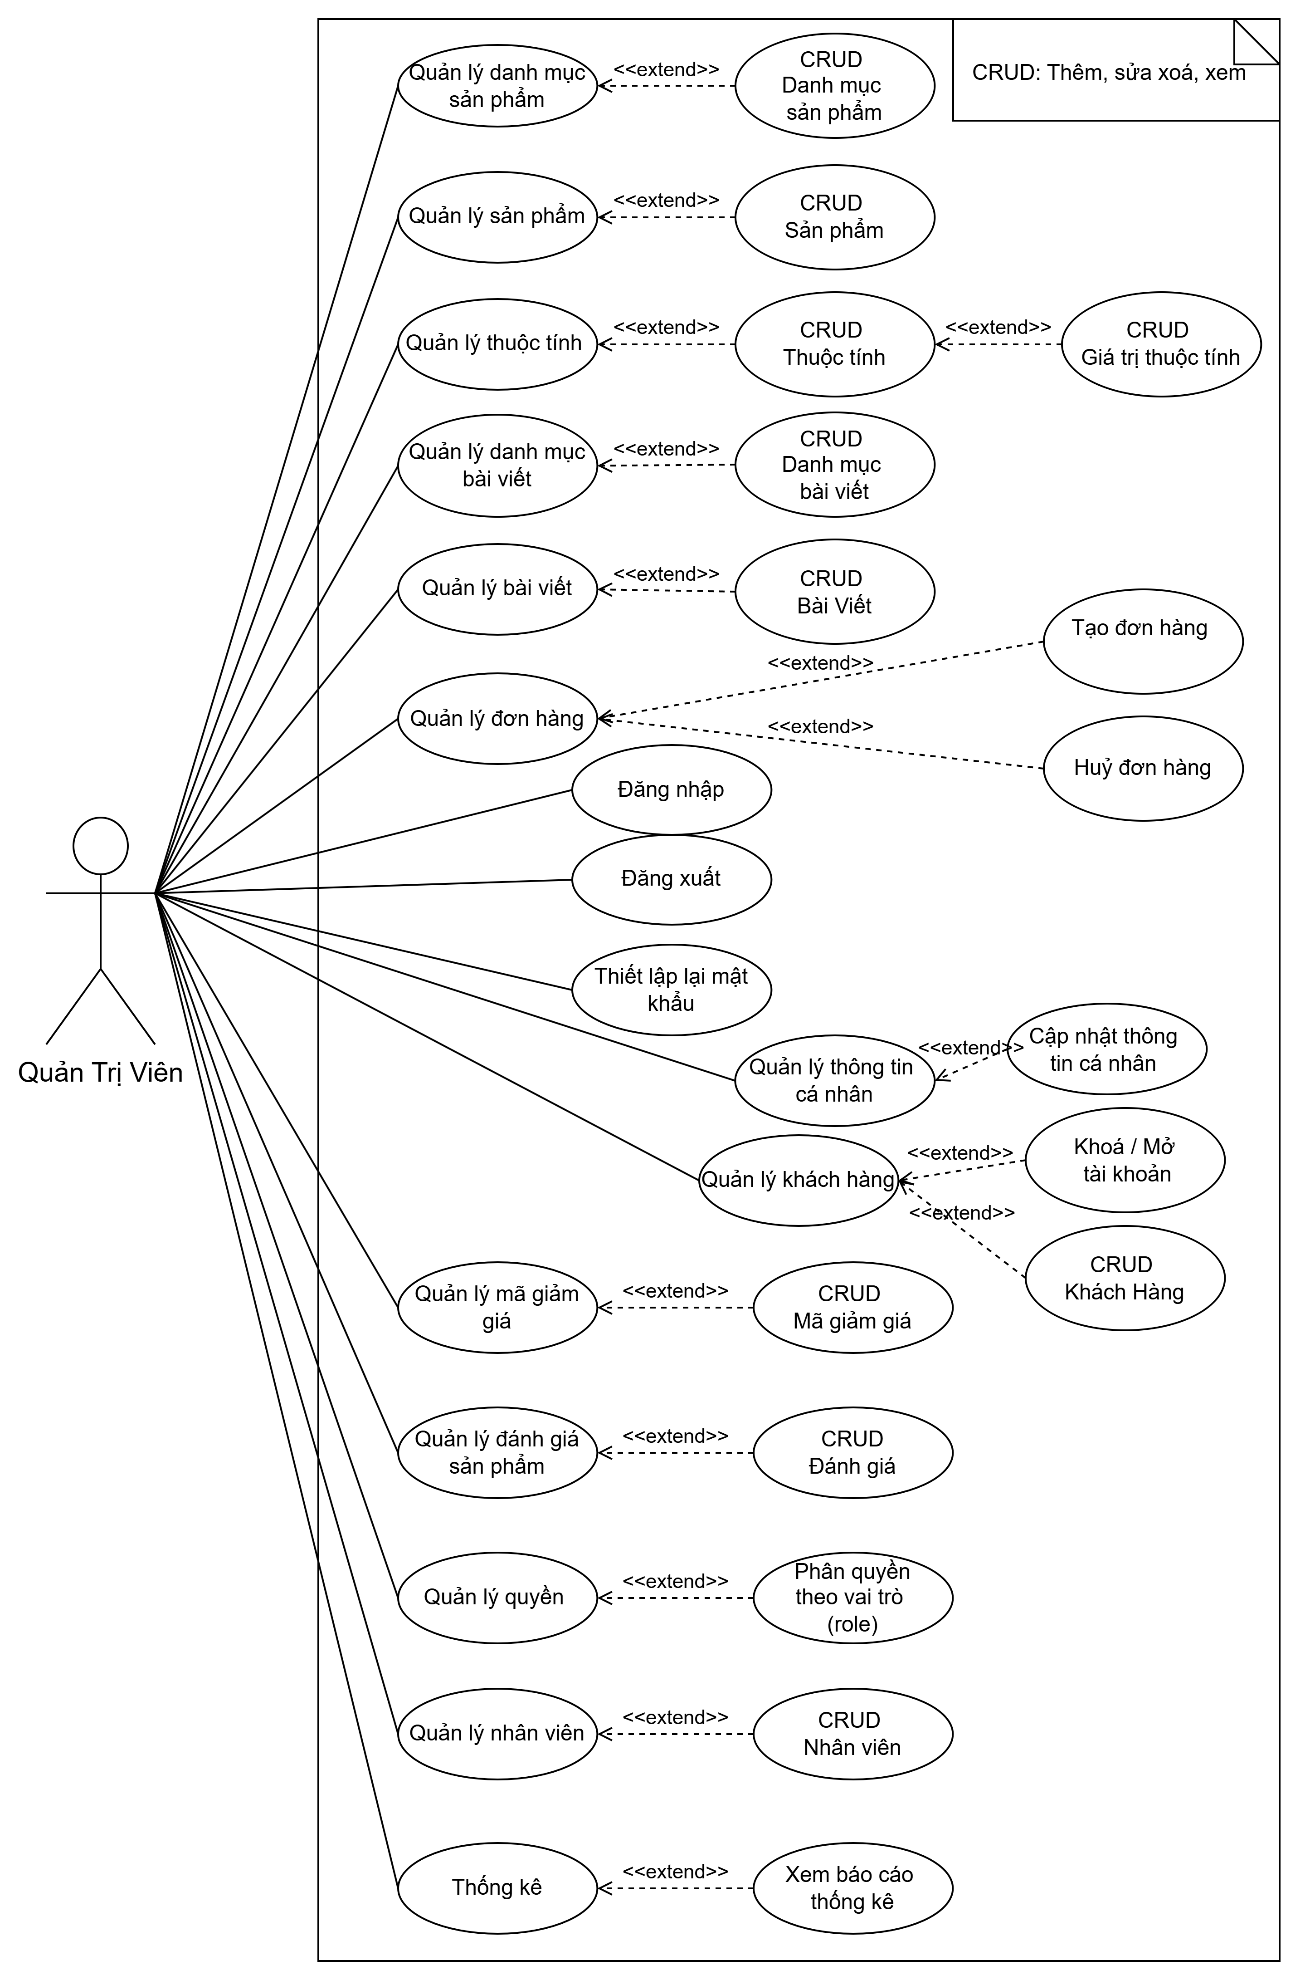 Quản lý danh mục
sản phẩm
<<extend>>
CRUD
Danh mục
sản phẩm
CRUD: Thêm, sửa xoá, xem
Quản lý sản phẩm
<<extend>>
CRUD
Sản phẩm
Quản lý thuộc tính
<<extend>>
CRUD
Thuộc tính
<<extend>>
CRUD
Giá trị thuộc tính
Quản lý danh mục
bài viết
<<extend>>
CRUD
Danh mục
bài viết
Quản lý bài viết
<<extend>>
CRUD
Bài Viết
Quản lý đơn hàng
<<extend>>
Tạo đơn hàng
<<extend>>
Huỷ đơn hàng
Đăng nhập
Đăng xuất
Thiết lập lại mật
khẩu
Quản Trị Viên
Quản lý thông tin
cá nhân
<<extend>>
Cập nhật thông
tin cá nhân
Quản lý khách hàng
<<extend>>
Khoá / Mở
tài khoản
<<extend>>
CRUD
Khách Hàng
Quản lý mã giảm
giá
<<extend>>
CRUD
Mã giảm giá
Quản lý đánh giá
sản phẩm
<<extend>>
CRUD
Đánh giá
Quản lý quyền
<<extend>>
Phân quyền
theo vai trò
(role)
Quản lý nhân viên
<<extend>>
CRUD
Nhân viên
Thống kê
<<extend>>
Xem báo cáo
thống kê